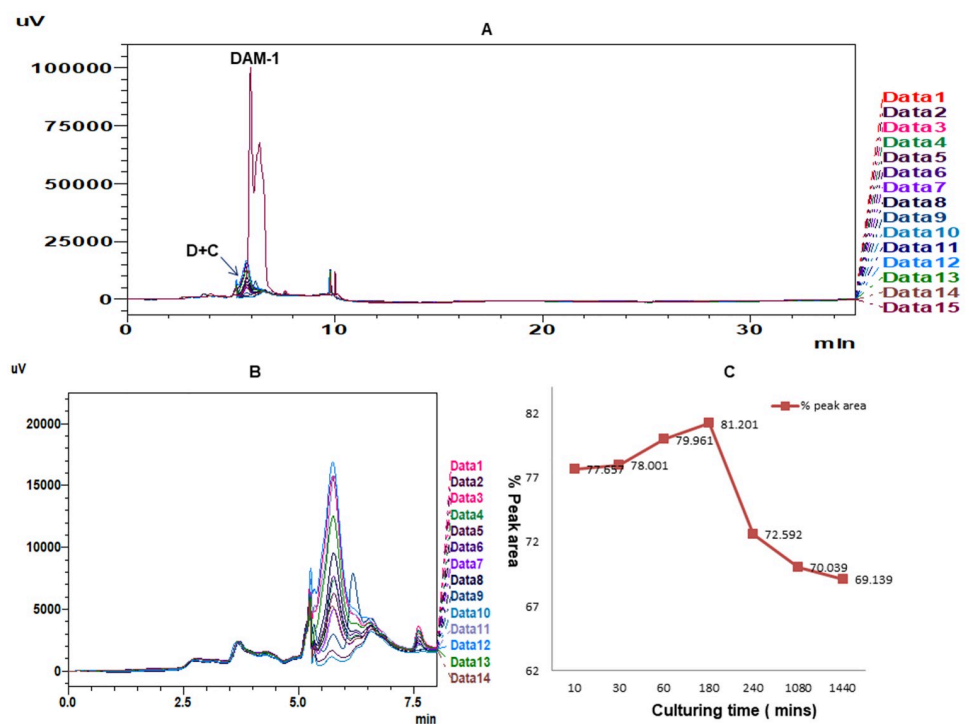 uV
A
DAM-1
100000
75000
50000
25000
0
D+C
0
10
20
30
min
Data1
Data2
Data3
Data4
Data5
Data6
Data7
Data8
Data9
Data10
Data11
Data12
Data13
Data14
Data15
uV
B
20000
15000
10000
5000
0
0.0
2.5
5.0
7.5
min
Data1
Data2
Data3
Data4
Data5
Data6
Data7
Data8
Data9
Data10
Data11
Data12
Data13
Data14
C
% peak area
% Peak area
82
77
72
67
62
77.657
78.001
79.961
81.201
72.592
70.039
69.139
10 30 60 180 240 1080 1440
Culturing time ( mins)